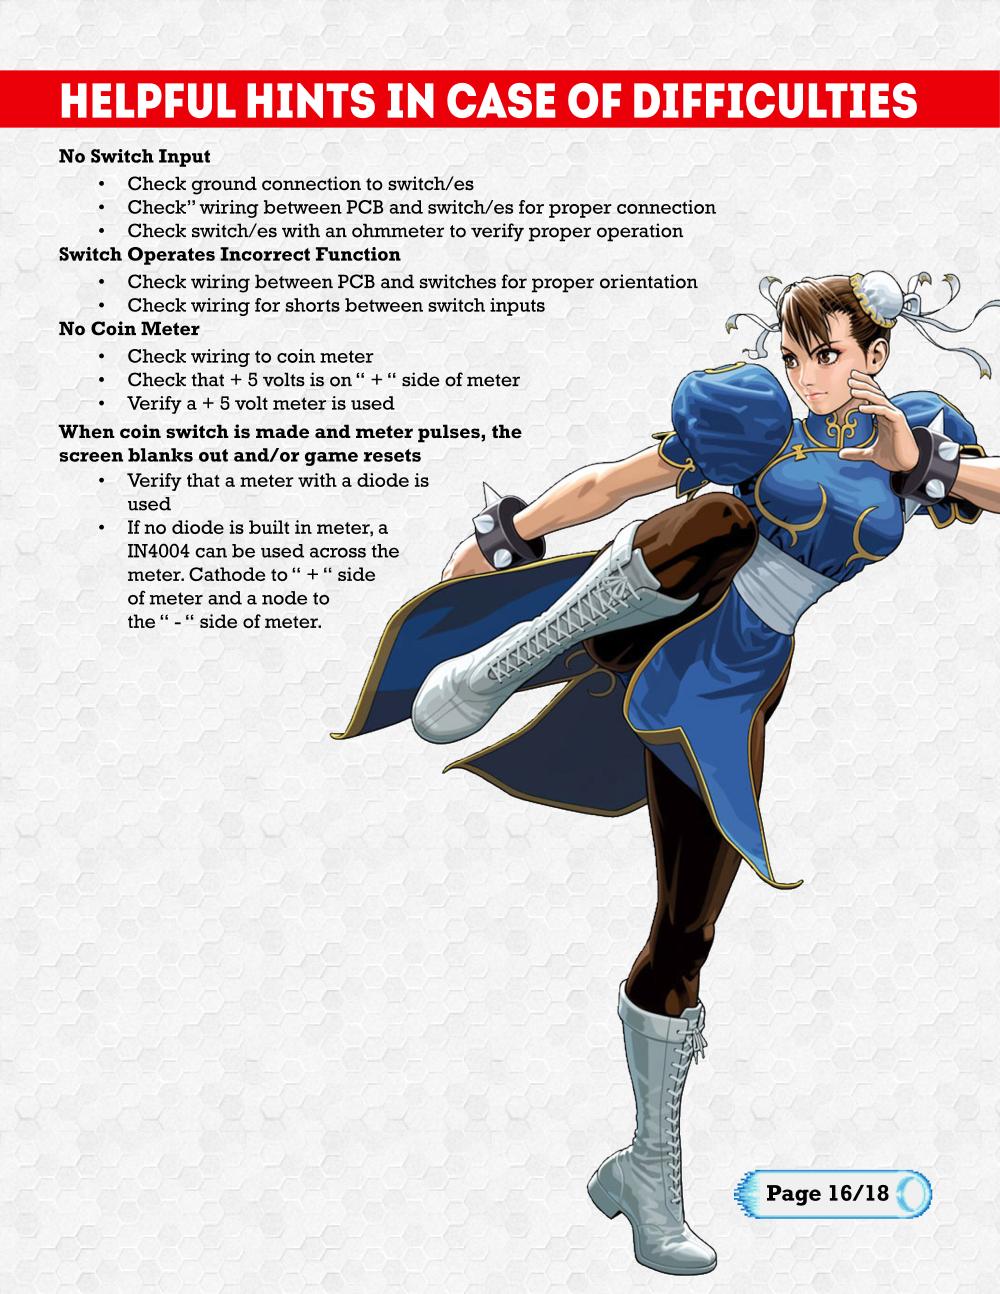 HELPFUL HINTS IN CASE OF DIFFICULTIES
No Switch Input
• Check ground connection to switch/es
• Check” wiring between PCB and switch/es for proper connection
• Check switch/es with an ohmmeter to verify proper operation
Switch Operates Incorrect Function
• Check wiring between PCB and switches for proper orientation
• Check wiring for shorts between switch inputs
No Coin Meter
• Check wiring to coin meter
• Check that + 5 volts is on “ + “ side of meter
• Verify a + 5 volt meter is used
When coin switch is made and meter pulses, the
screen blanks out and/or game resets
• Verify that a meter with a diode is
used
• If no diode is built in meter, a
IN4004 can be used across the
meter. Cathode to “ + “ side
of meter and a node to
the “ - “ side of meter.
Page 16/18